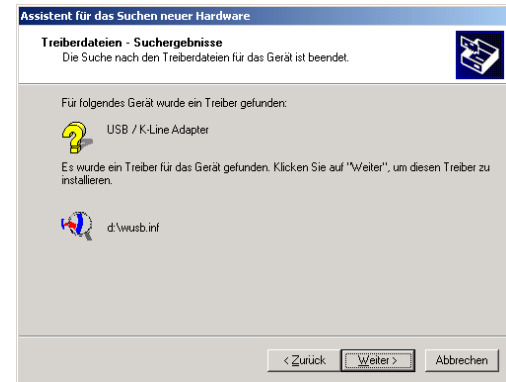 Assistent für das Suchen neuer Hardware
Treiberdateien - Suchergebnisse
Die Suche nach den Treiberdateien für das Gerät ist beendet.
Für folgendes Gerät wurde ein Treiber gefunden:
USB / K-Line Adapter
Es wurde ein Treiber für das Gerät gefunden. Klicken Sie auf "Weiter", um diesen Treiber zu
installieren.
d:\wusb.inf
< Zurück Weiter > Abbrechen